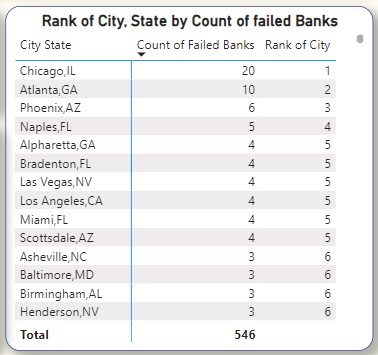 Rank of City, State by Count of failed Banks
City State Count of Failed Banks Rank of City
Chicago,IL 20 1
Atlanta,GA 10 2
Phoenix,AZ 6 3
Naples,FL 5 4
Alpharetta,GA 4 5
Bradenton,FL 4 5
Las Vegas,NV 4 5
Los Angeles,CA 4 5
Miami,FL 4 5
Scottsdale,AZ 4 5
Asheville,NC 3 6
Baltimore,MD 3 6
Birmingham,AL 3 6
Henderson,NV 3 6
Total 546